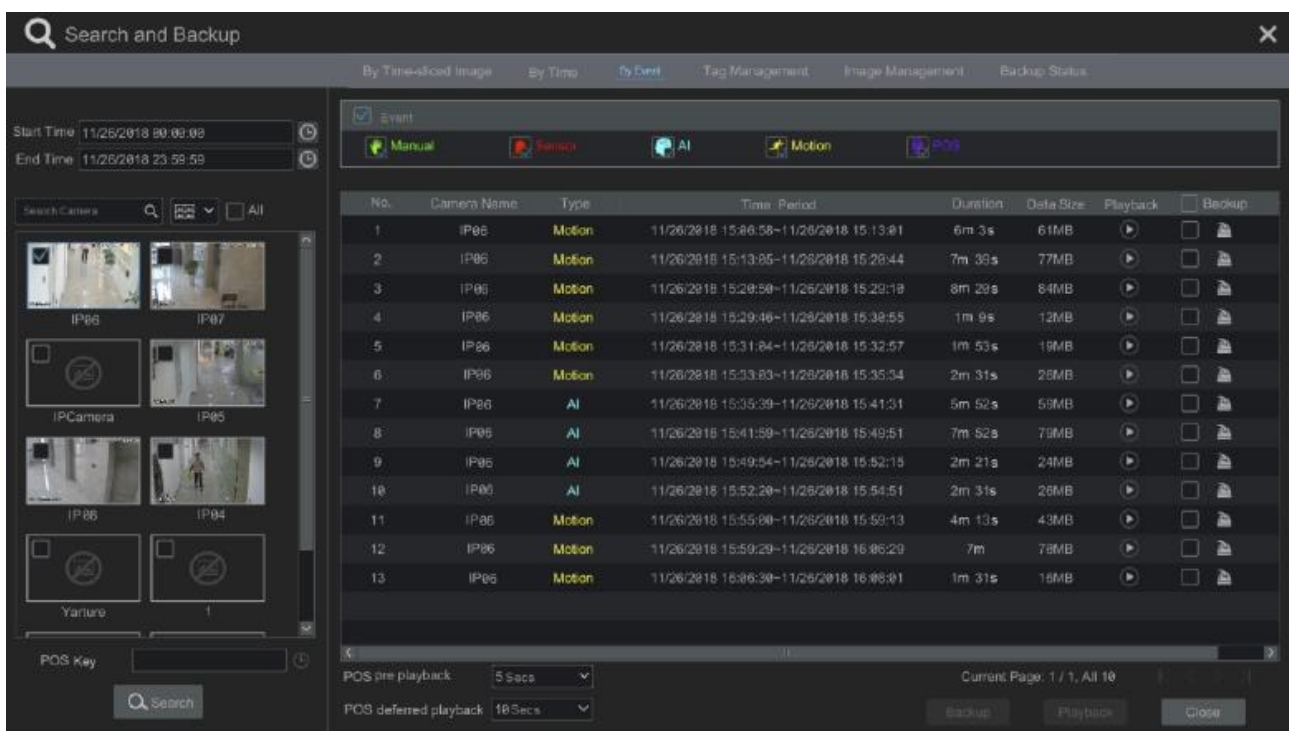 Search and Backup
By Time-sliced Image By Time By Event Tag Management Image Management Backup Status
Start Time 11/26/2018 00:00:00
End Time 11/26/2018 23:59:59
Event
Manual Sensor AI Motion POS
Search Camera All
IP06 IP07
IPCamera IP05
IP06 IP04
Yarture 1
POS Key
Search
No. Camera Name Type Time Period Duration Data Size Playback Backup
1 IP06 Motion 11/26/2018 15:06:58~11/26/2018 15:13:01 6m 3s 61MB
2 IP06 Motion 11/26/2018 15:13:05~11/26/2018 15:20:44 7m 39s 77MB
3 IP06 Motion 11/26/2018 15:20:50~11/26/2018 15:29:10 8m 20s 84MB
4 IP06 Motion 11/26/2018 15:29:46~11/26/2018 15:30:55 1m 9s 12MB
5 IP06 Motion 11/26/2018 15:31:04~11/26/2018 15:32:57 1m 53s 19MB
6 IP06 Motion 11/26/2018 15:33:03~11/26/2018 15:35:34 2m 31s 26MB
7 IP06 AI 11/26/2018 15:35:39~11/26/2018 15:41:31 5m 52s 59MB
8 IP06 AI 11/26/2018 15:41:59~11/26/2018 15:49:51 7m 52s 79MB
9 IP06 AI 11/26/2018 15:49:54~11/26/2018 15:52:15 2m 21s 24MB
10 IP06 AI 11/26/2018 15:52:20~11/26/2018 15:54:51 2m 31s 26MB
11 IP06 Motion 11/26/2018 15:55:00~11/26/2018 15:59:13 4m 13s 43MB
12 IP06 Motion 11/26/2018 15:59:29~11/26/2018 16:06:29 7m 70MB
13 IP06 Motion 11/26/2018 16:06:30~11/26/2018 16:08:01 1m 31s 16MB
POS pre playback 5 Secs
Current Page: 1 / 1, All 10
POS deferred playback 10 Secs
Backup Playback Close